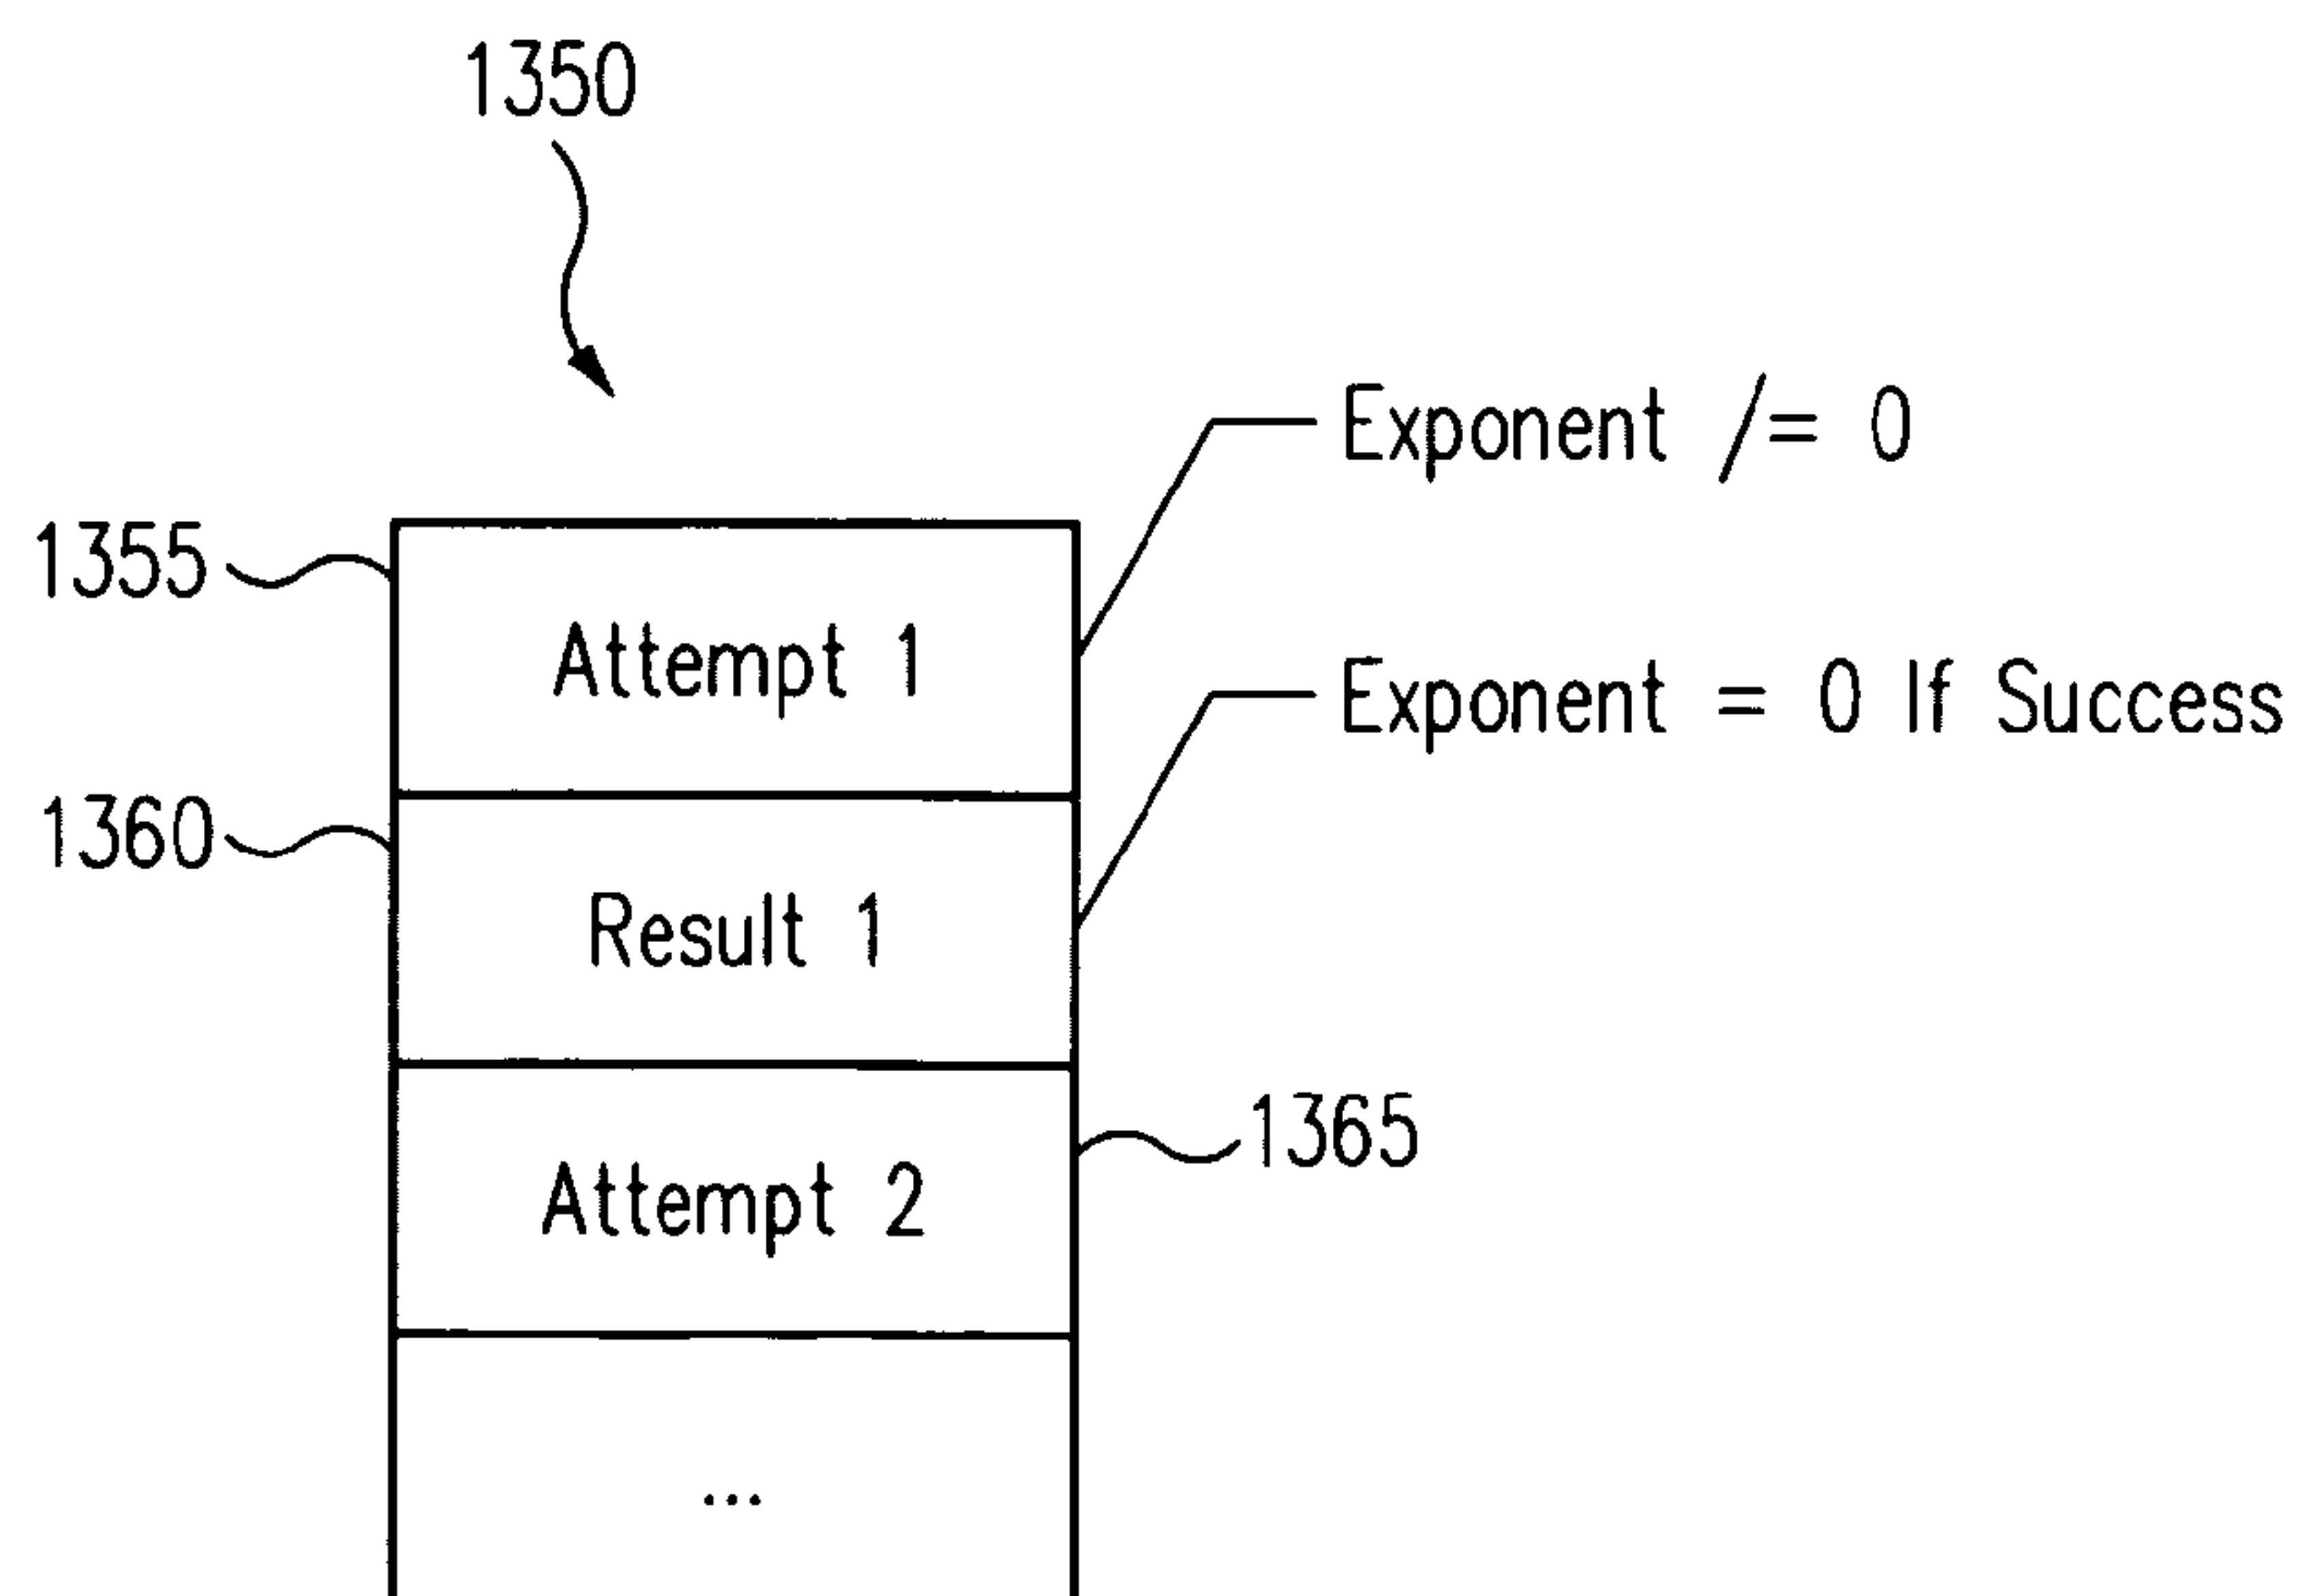 1350
Exponent /= 0
1355
Attempt 1
Exponent = 0 If Success
1360
Result 1
1365
Attempt 2
...